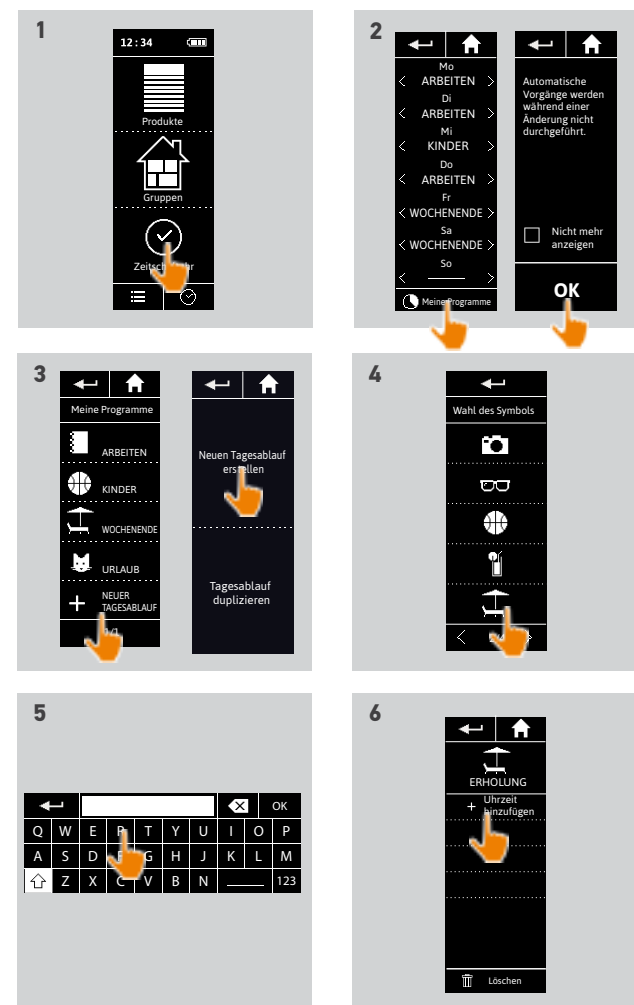 1
12:34
Produkte
Gruppen
2
Mo
< ARBEITEN >
Di
< ARBEITEN >
Mi
< KINDER >
Do
< ARBEITEN >
Fr
< WOCHENENDE >
Sa
< WOCHENENDE >
So
< >
Meine Programme
Automatische
Vorgänge werden
während einer
Änderung nicht
durchgeführt.
Nicht mehr
anzeigen
OK
3
Meine Programme
ARBEITEN
KINDER
WOCHENENDE
URLAUB
+ NEUER
TAGESABLAUF
Neuen Tagesablauf
erstellen
Tagesablauf
duplizieren
4
Wahl des Symbols
< >
5
OK
Q W E R T Y U I O P
A S D F G H J K L M
Z X C V B N 123
6
ERHOLUNG
+ Uhrzeit
hinzufügen
Löschen